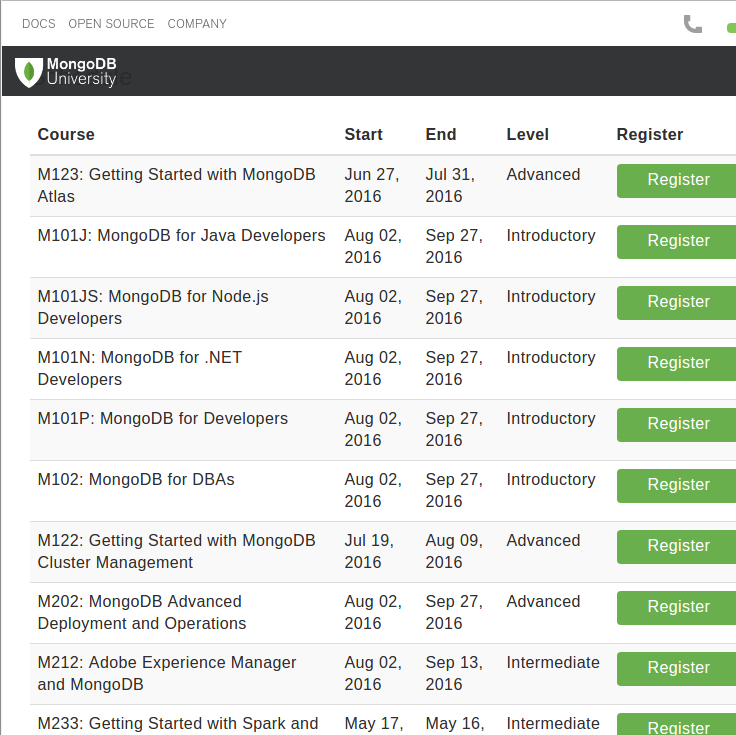 DOCS OPEN SOURCE COMPANY
MongoDB
University
Course Start End Level Register
M123: Getting Started with MongoDB Jun 27, Jul 31, Advanced Register
Atlas 2016 2016
M101J: MongoDB for Java Developers Aug 02, Sep 27, Introductory Register
2016 2016
M101JS: MongoDB for Node.js Aug 02, Sep 27, Introductory Register
Developers 2016 2016
M101N: MongoDB for .NET Aug 02, Sep 27, Introductory Register
Developers 2016 2016
M101P: MongoDB for Developers Aug 02, Sep 27, Introductory Register
2016 2016
M102: MongoDB for DBAs Aug 02, Sep 27, Introductory Register
2016 2016
M122: Getting Started with MongoDB Jul 19, Aug 09, Advanced Register
Cluster Management 2016 2016
M202: MongoDB Advanced Aug 02, Sep 27, Advanced Register
Deployment and Operations 2016 2016
M212: Adobe Experience Manager Aug 02, Sep 13, Intermediate Register
and MongoDB 2016 2016
M233: Getting Started with Spark and May 17, May 16, Intermediate Register